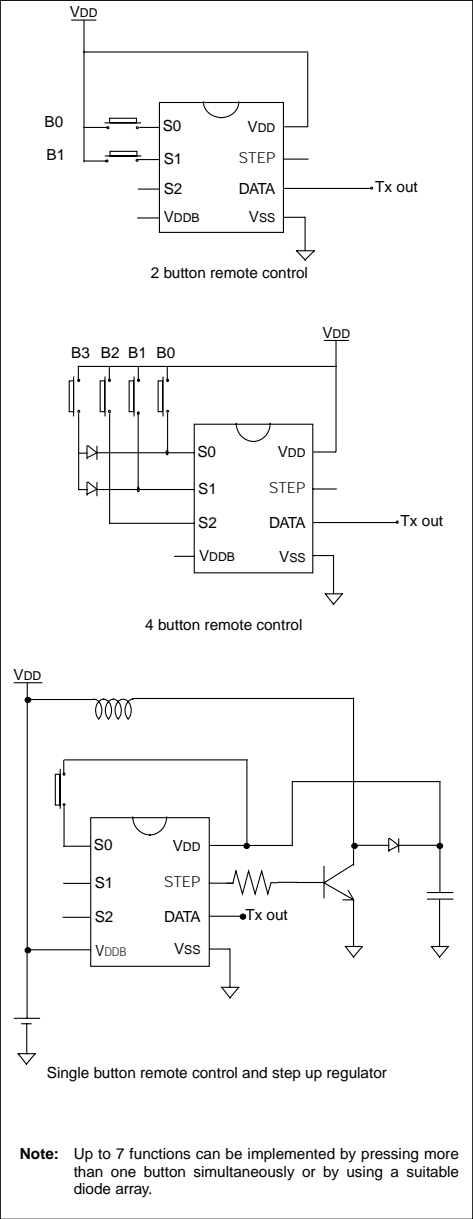 VDD
B0
B1
S0 VDD
S1 STEP
S2 DATA Tx out
VDDB VSS
2 button remote control
VDD
B3 B2 B1 B0
S0 VDD
S1 STEP
S2 DATA Tx out
VDDB VSS
4 button remote control
VDD
S0 VDD
S1 STEP
S2 DATA Tx out
VDDB VSS
Single button remote control and step up regulator
Note: Up to 7 functions can be implemented by pressing more
than one button simultaneously or by using a suitable
diode array.